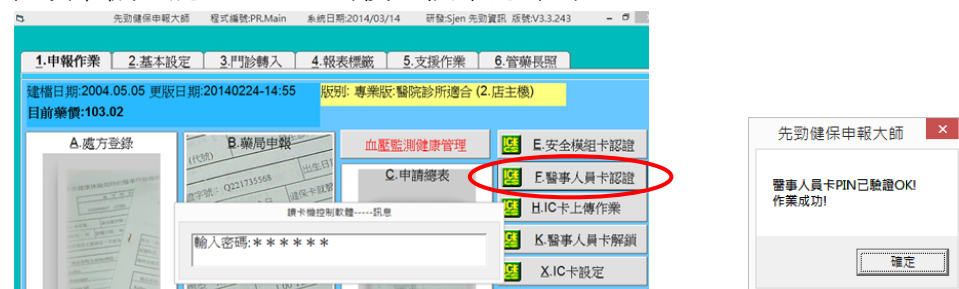 先勁健保申報大師 程式編號:PR.Main 系統日期:2014/03/14 研發:Sjen 先勁資訊 版號:V3.3.243
1.申報作業 2.基本設定 3.門診轉入 4.報表標籤 5.支援作業 6.管藥長照
建檔日期:2004.05.05 更版日期:20140224-14:55 版別: 專業版:醫院診所適合 (2.店主機)
目前藥價:103.02
A.處方登錄 B.藥局申報 血壓監測健康管理 E.安全模組卡認證
C.申請總表 F.醫事人員卡認證
Q221735568
H.IC卡上傳作業
讀卡機控制軟體-----訊息
輸入密碼:******
K.醫事人員卡解鎖
X.IC卡設定
先勁健保申報大師
醫事人員卡PIN已驗證OK!
作業成功!
確定